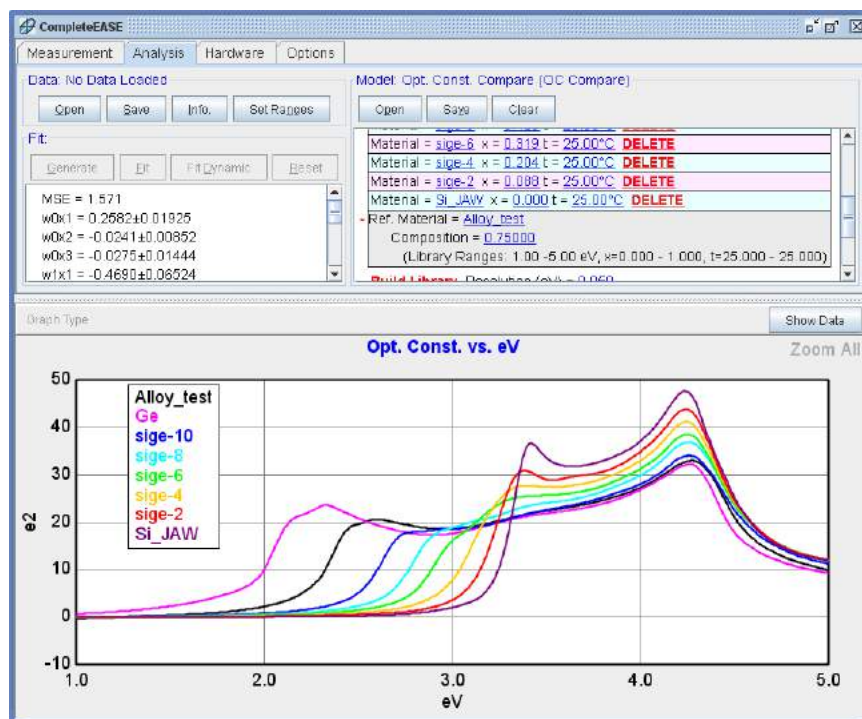 CompleteEASE
Measurement Analysis Hardware Options
Data: No Data Loaded
Open Save Info. Set Ranges
Fit:
Generate Fit Fit Dynamic Reset
MSE = 1.571
w0x1 = 0.2582±0.01925
w0x2 = -0.0241±0.00852
w0x3 = -0.0275±0.01444
w1x1 = -0.4690±0.06524
Model: Opt. Const. Compare [OC Compare]
Open Save Clear
Material = sige-6 x = 0.319 t = 25.00°C DELETE
Material = sige-4 x = 0.204 t = 25.00°C DELETE
Material = sige-2 x = 0.088 t = 25.00°C DELETE
Material = Si_JAW x = 0.000 t = 25.00°C DELETE
- Ref. Material = Alloy_test
Composition = 0.75000
(Library Ranges: 1.00 -5.00 eV, x=0.000 - 1.000, t=25.000 - 25.000)
Build Library Resolution (eV) = 0.060
Graph Type
Show Data
Opt. Const. vs. eV
Zoom All
50
40
30
20
10
0
-10
e2
Alloy_test
Ge
sige-10
sige-8
sige-6
sige-4
sige-2
Si_JAW
1.0 2.0 3.0 4.0 5.0
eV